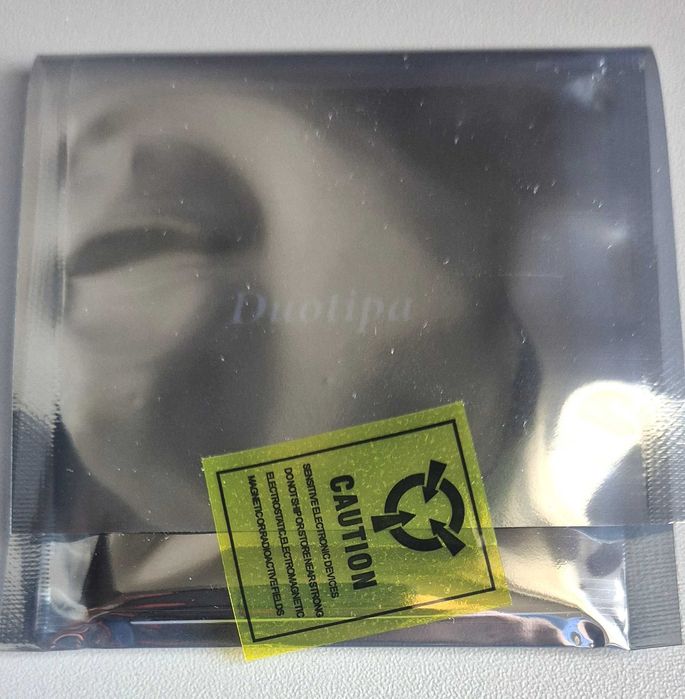 Duotipa
CAUTION
SENSITIVE ELECTRONIC DEVICES
DO NOT SHIP OR STORE NEAR STRONG
ELECTROSTATIC, ELECTROMAGNETIC
MAGNETIC OR RADIOACTIVE FIELDS